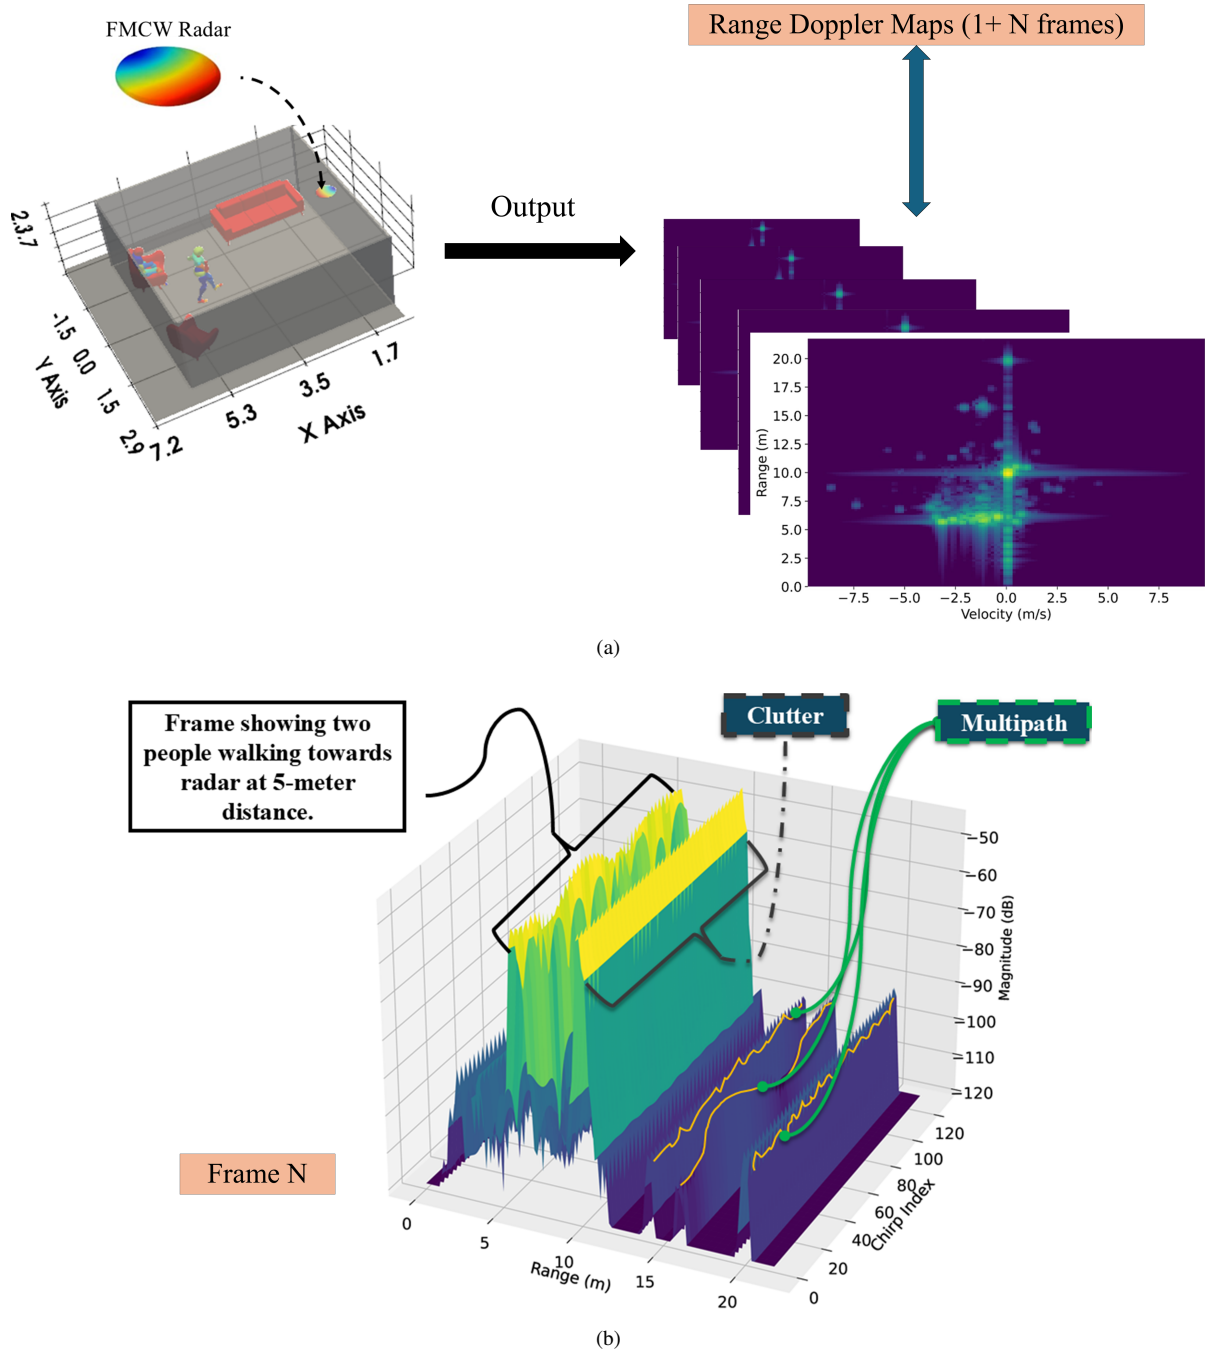 FMCW Radar
Range Doppler Maps (1+ N frames)
Output
2.3.7
-1.5
0.0
1.5
2.9
Y Axis
7.2
5.3
3.5
1.7
X Axis
20.0
17.5
15.0
12.5
10.0
7.5
5.0
2.5
0.0
Range (m)
−7.5 −5.0 −2.5 0.0 2.5 5.0 7.5
Velocity (m/s)
(a)
Frame showing two
people walking towards
radar at 5-meter
distance.
Clutter
Multipath
−50
−60
−70
−80
−90
−100
−110
−120
Magnitude (dB)
Frame N
0
5
10
15
20
Range (m)
0
20
40
60
80
100
120
Chirp Index
(b)